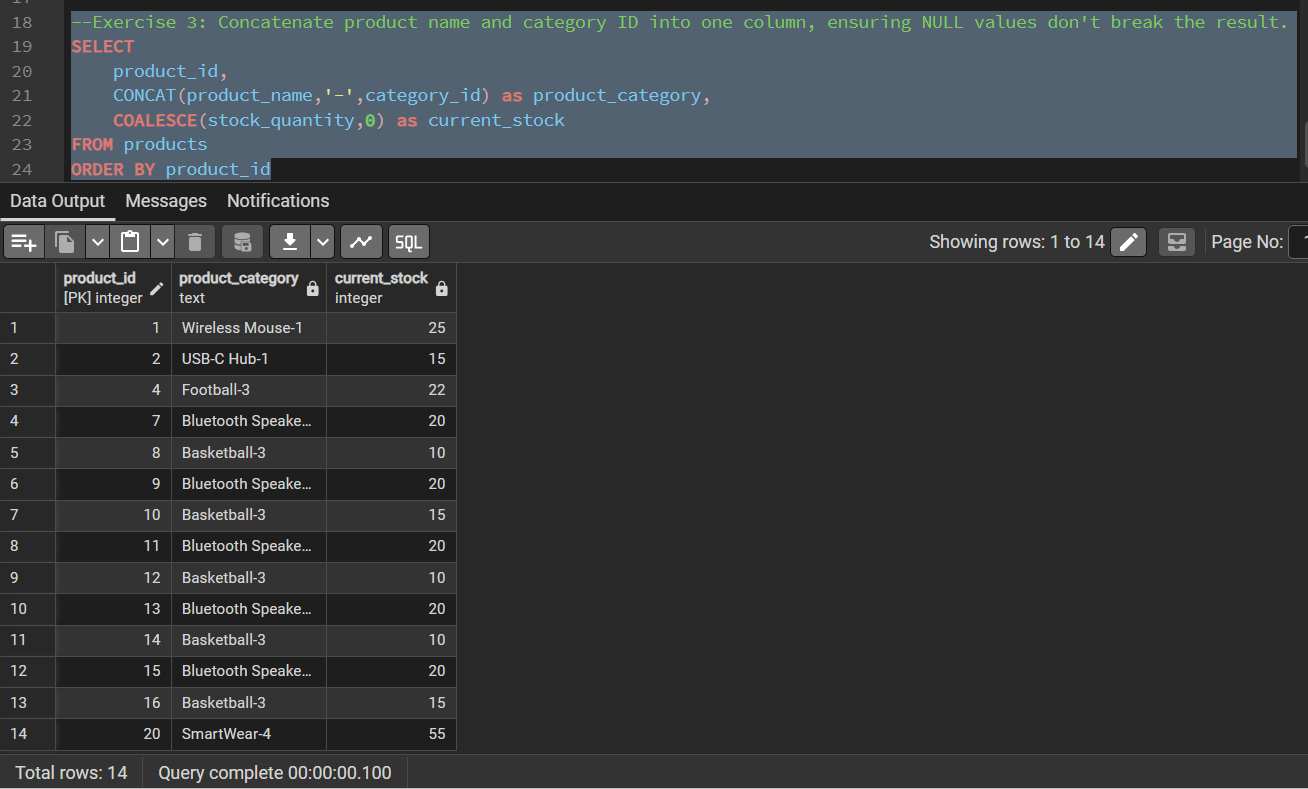 18 --Exercise 3: Concatenate product name and category ID into one column, ensuring NULL values don't break the result.
19 SELECT
20 product_id,
21 CONCAT(product_name,'-',category_id) as product_category,
22 COALESCE(stock_quantity,0) as current_stock
23 FROM products
24 ORDER BY product_id
Data Output Messages Notifications
SQL Showing rows: 1 to 14 Page No:
product_id product_category current_stock
[PK] integer text integer
1 1 Wireless Mouse-1 25
2 2 USB-C Hub-1 15
3 4 Football-3 22
4 7 Bluetooth Speake… 20
5 8 Basketball-3 10
6 9 Bluetooth Speake… 20
7 10 Basketball-3 15
8 11 Bluetooth Speake… 20
9 12 Basketball-3 10
10 13 Bluetooth Speake… 20
11 14 Basketball-3 10
12 15 Bluetooth Speake… 20
13 16 Basketball-3 15
14 20 SmartWear-4 55
Total rows: 14 Query complete 00:00:00.100